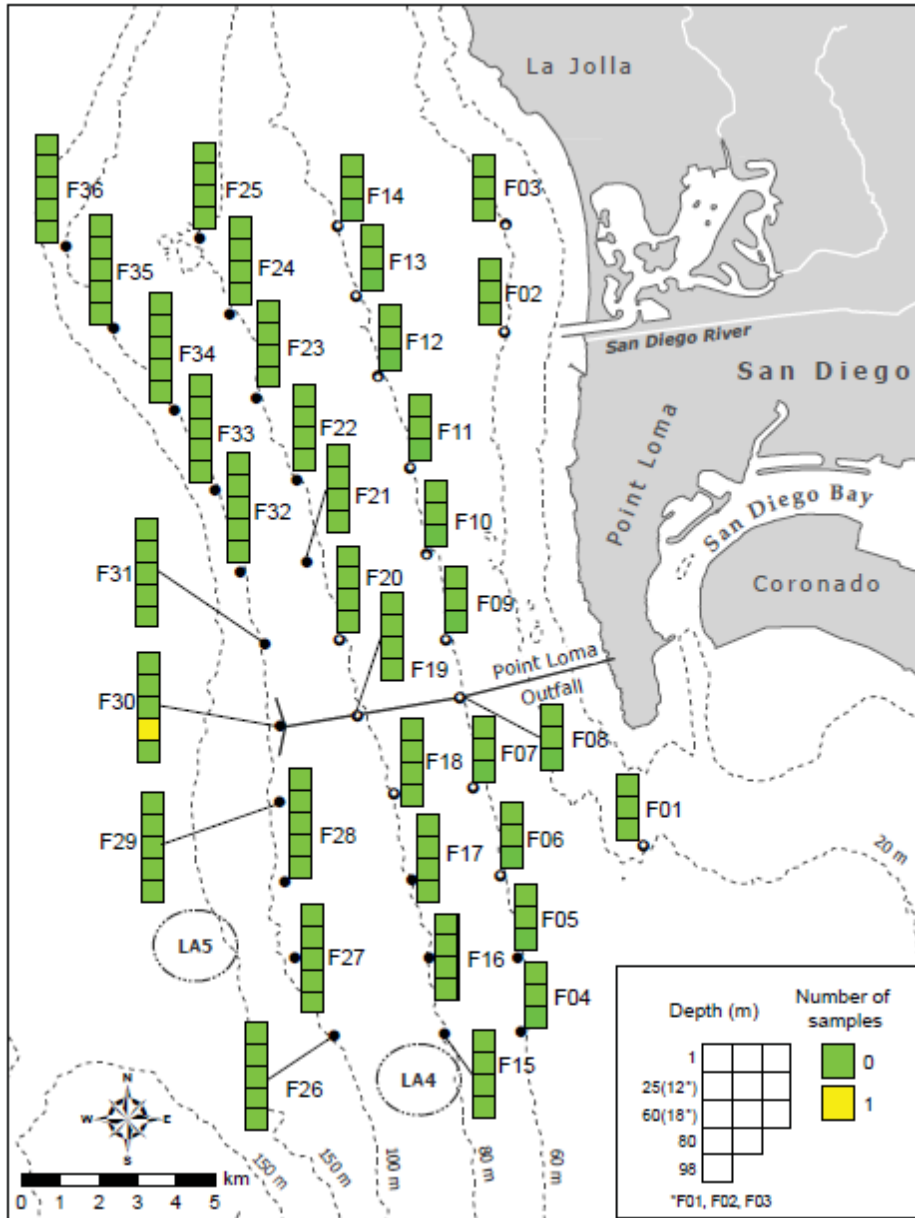 La Jolla
F36
F25
F14
F03
F35
F24
F13
F02
F34
F23
F12
San Diego River
San Diego
F33
F22
F11
Point Loma
F32
F21
F10
San Diego Bay
F31
F20
F09
Coronado
F19
Point Loma
Outfall
F30
F18
F07
F08
F29
F28
F17
F06
F01
20 m
LA5
F27
F16
F05
F04
F26
LA4
F15
N
W E
S
km
0 1 2 3 4 5
150 m
150 m
100 m
80 m
60 m
Depth (m)
Number of
samples
1
25(12*)
60(18*)
80
98
0
1
*F01, F02, F03